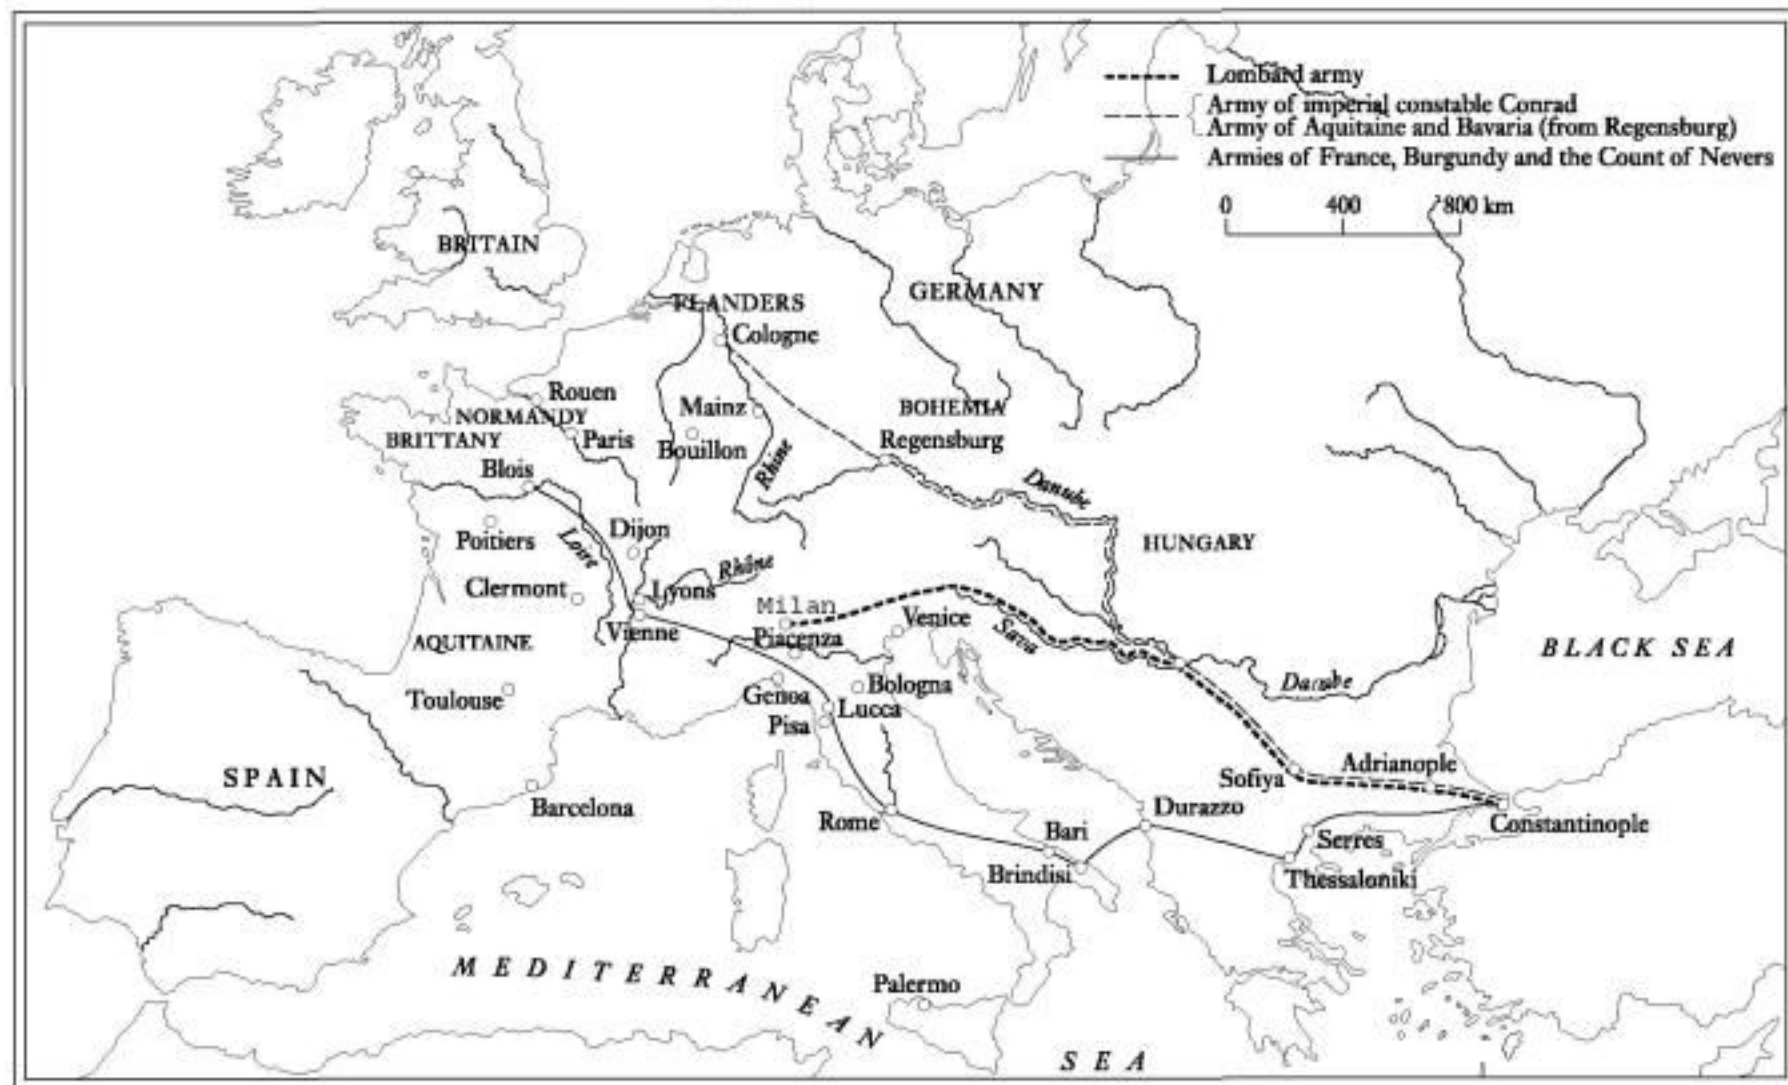 Lombard army
Army of imperial constable Conrad
Army of Aquitaine and Bavaria (from Regensburg)
Armies of France, Burgundy and the Count of Nevers
0 400 800 km
BRITAIN
FLANDERS
GERMANY
Cologne
Rouen
NORMANDY
Mainz
BOHEMIA
BRITTANY
Paris
Bouillon
Rhine
Regensburg
Blois
Danube
Poitiers
Loire
Dijon
HUNGARY
Clermont
Lyons
Rhône
Milan
Venice
AQUITAINE
Vienne
Piacenza
Sava
BLACK SEA
Toulouse
Genoa
Bologna
Danube
Pisa
Lucca
SPAIN
Barcelona
Rome
Bari
Brindisi
Durazzo
Sofiya
Adrianople
Constantinople
Serres
Thessaloniki
MEDITERRANEAN
Palermo
SEA